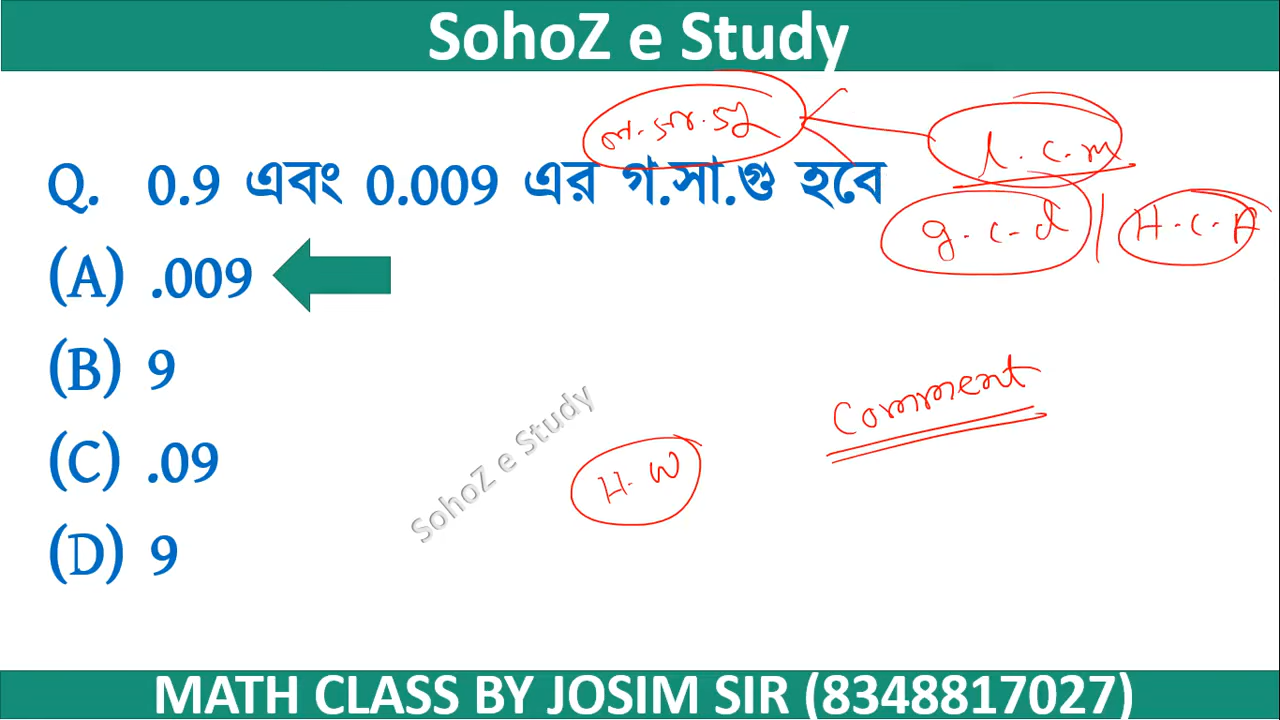 SohoZ e Study
ল.সা.গু
l.c.m
Q. 0.9 এবং 0.009 এর গ.সা.গু হবে
g.c.d | H.C.F
(A) .009
(B) 9
Comment
(C) .09
SohoZ e Study
H.W
(D) 9
MATH CLASS BY JOSIM SIR (8348817027)